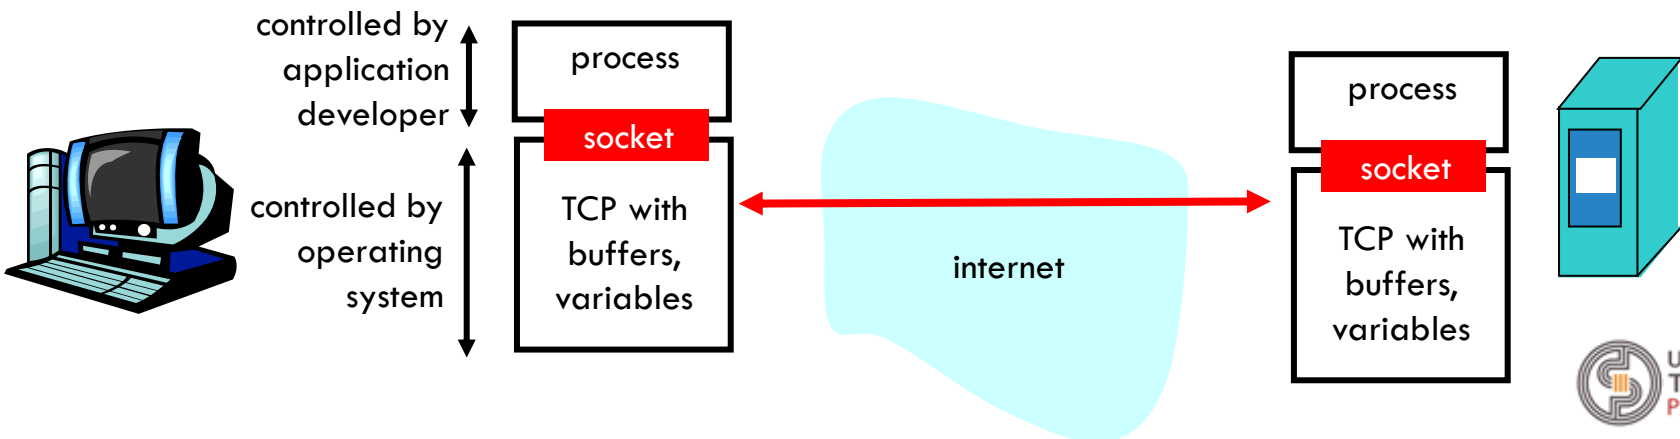 controlled by
application
developer
process
socket
controlled by
operating
system
TCP with
buffers,
variables
internet
process
socket
TCP with
buffers,
variables